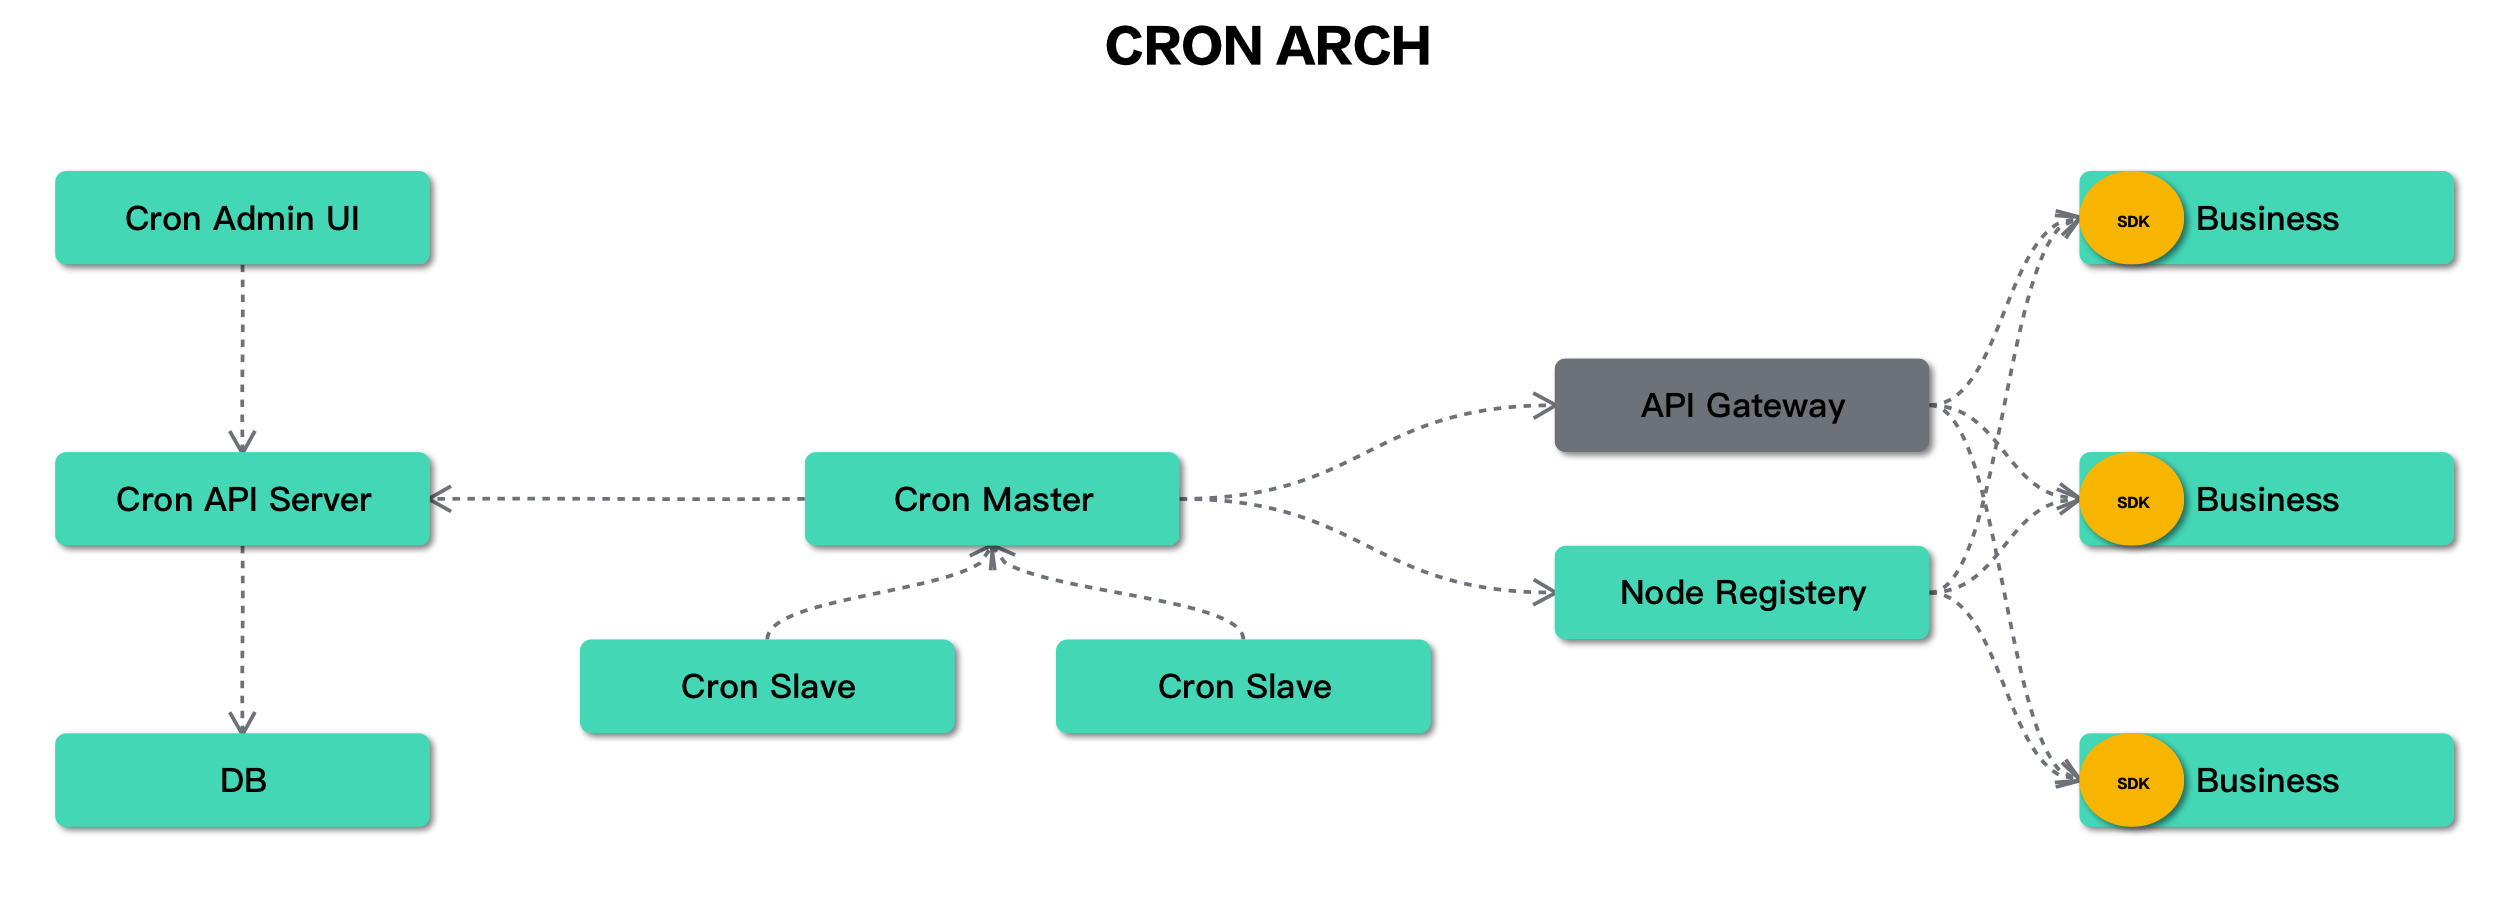 CRON ARCH
Cron Admin UI
SDK Business
API Gateway
Cron API Server
Cron Master
SDK Business
Node Registery
Cron Slave
Cron Slave
DB
SDK Business